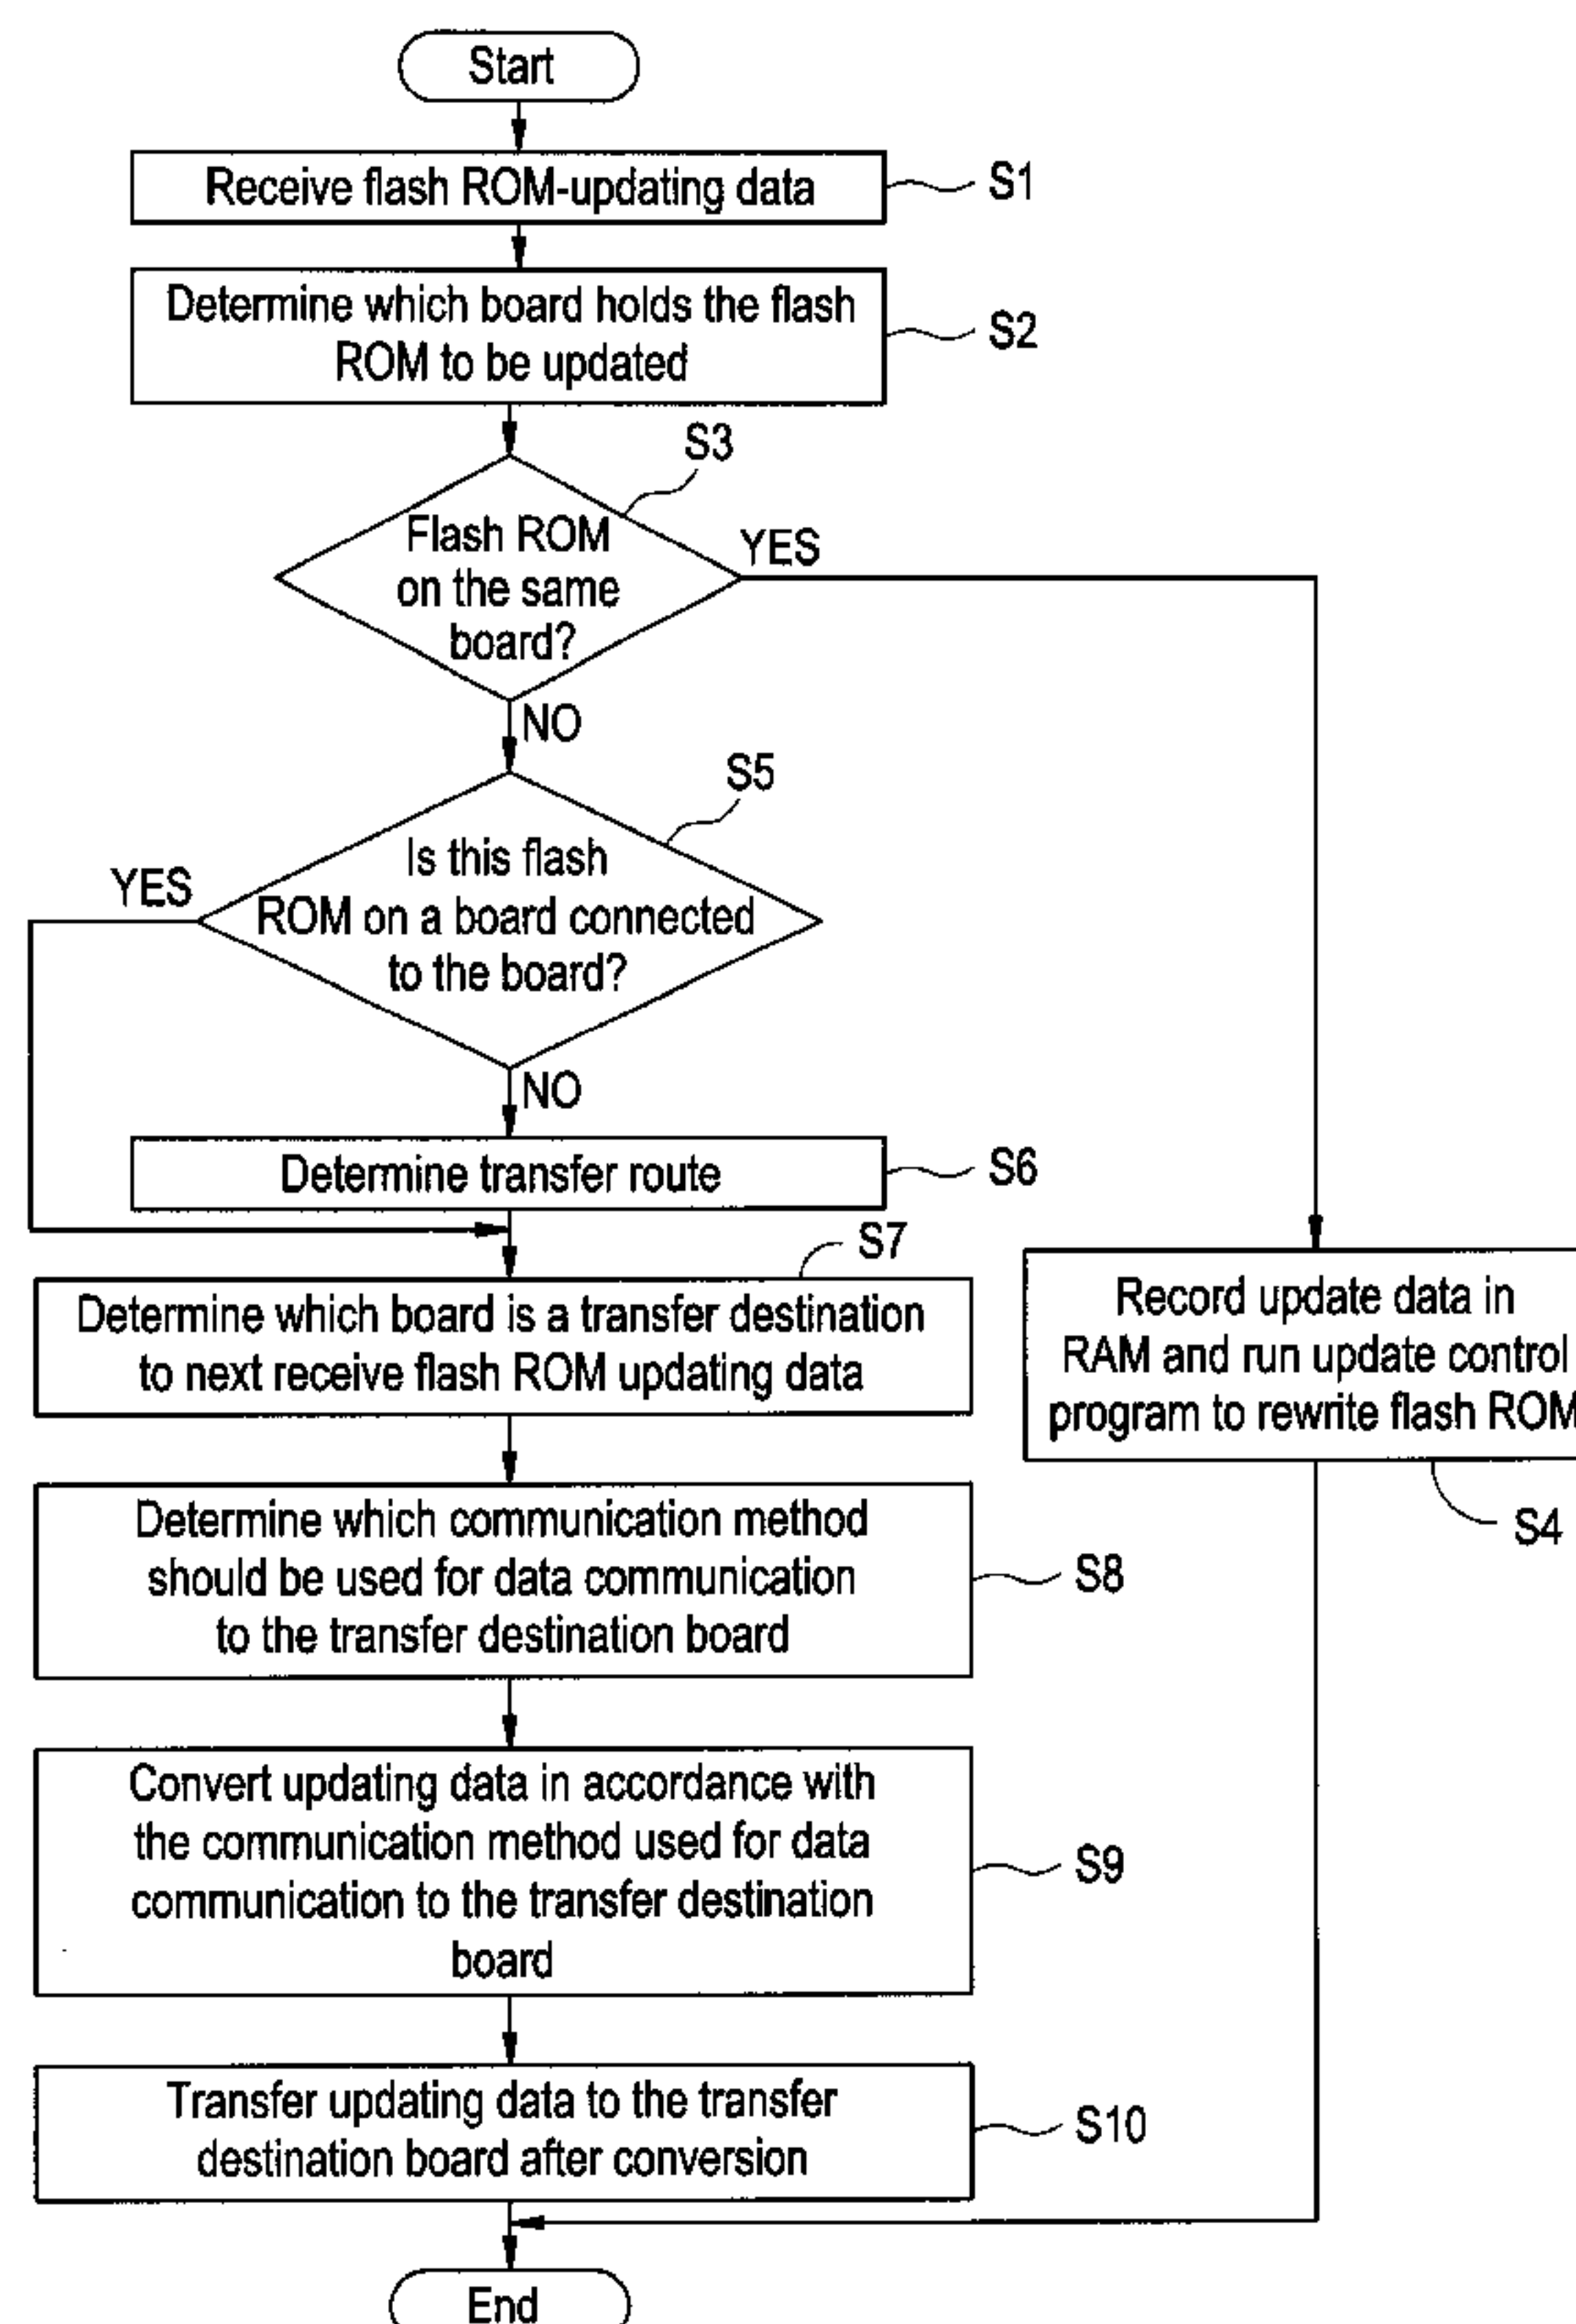 Start
Receive flash ROM-updating data
S1
Determine which board holds the flash
ROM to be updated
S2
S3
Flash ROM
on the same
board?
YES
NO
S5
Is this flash
ROM on a board connected
to the board?
YES
NO
Determine transfer route
S6
S7
Determine which board is a transfer destination
to next receive flash ROM updating data
Record update data in
RAM and run update control
program to rewrite flash ROM
S4
Determine which communication method
should be used for data communication
to the transfer destination board
S8
Convert updating data in accordance with
the communication method used for data
communication to the transfer destination
board
S9
Transfer updating data to the transfer
destination board after conversion
S10
End